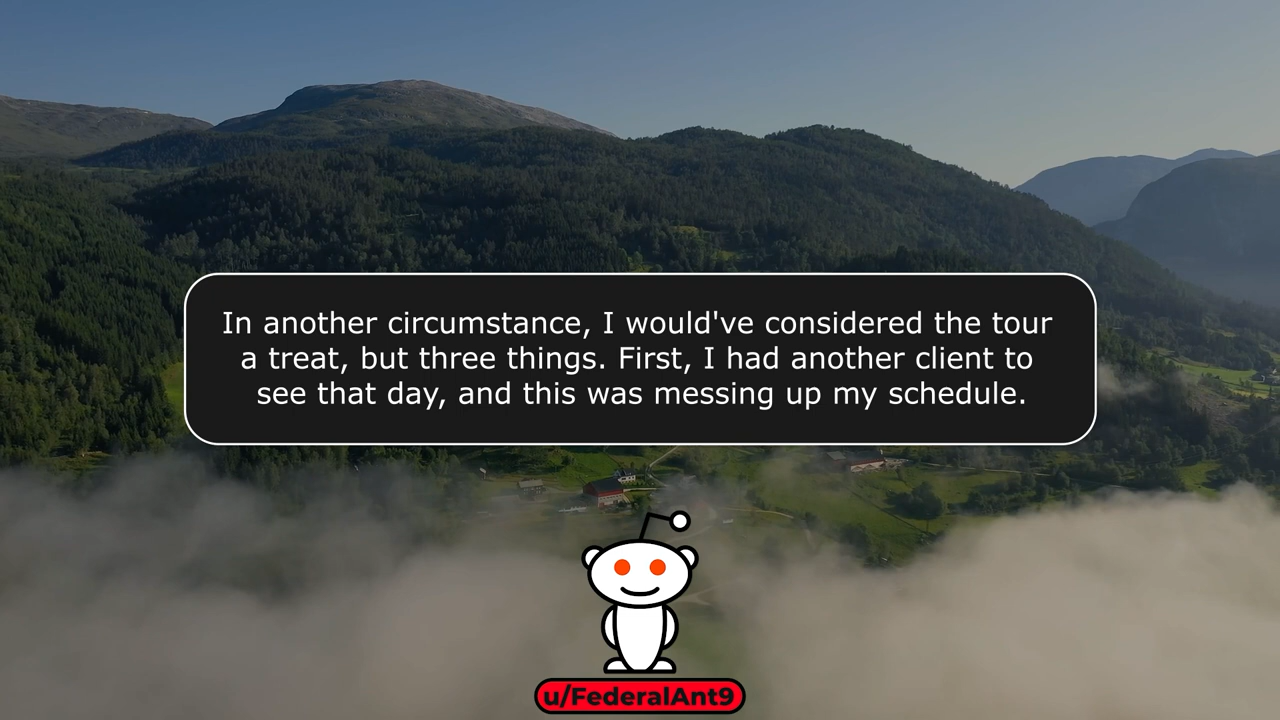 In another circumstance, I would've considered the tour
a treat, but three things. First, I had another client to
see that day, and this was messing up my schedule.
u/FederalAnt9